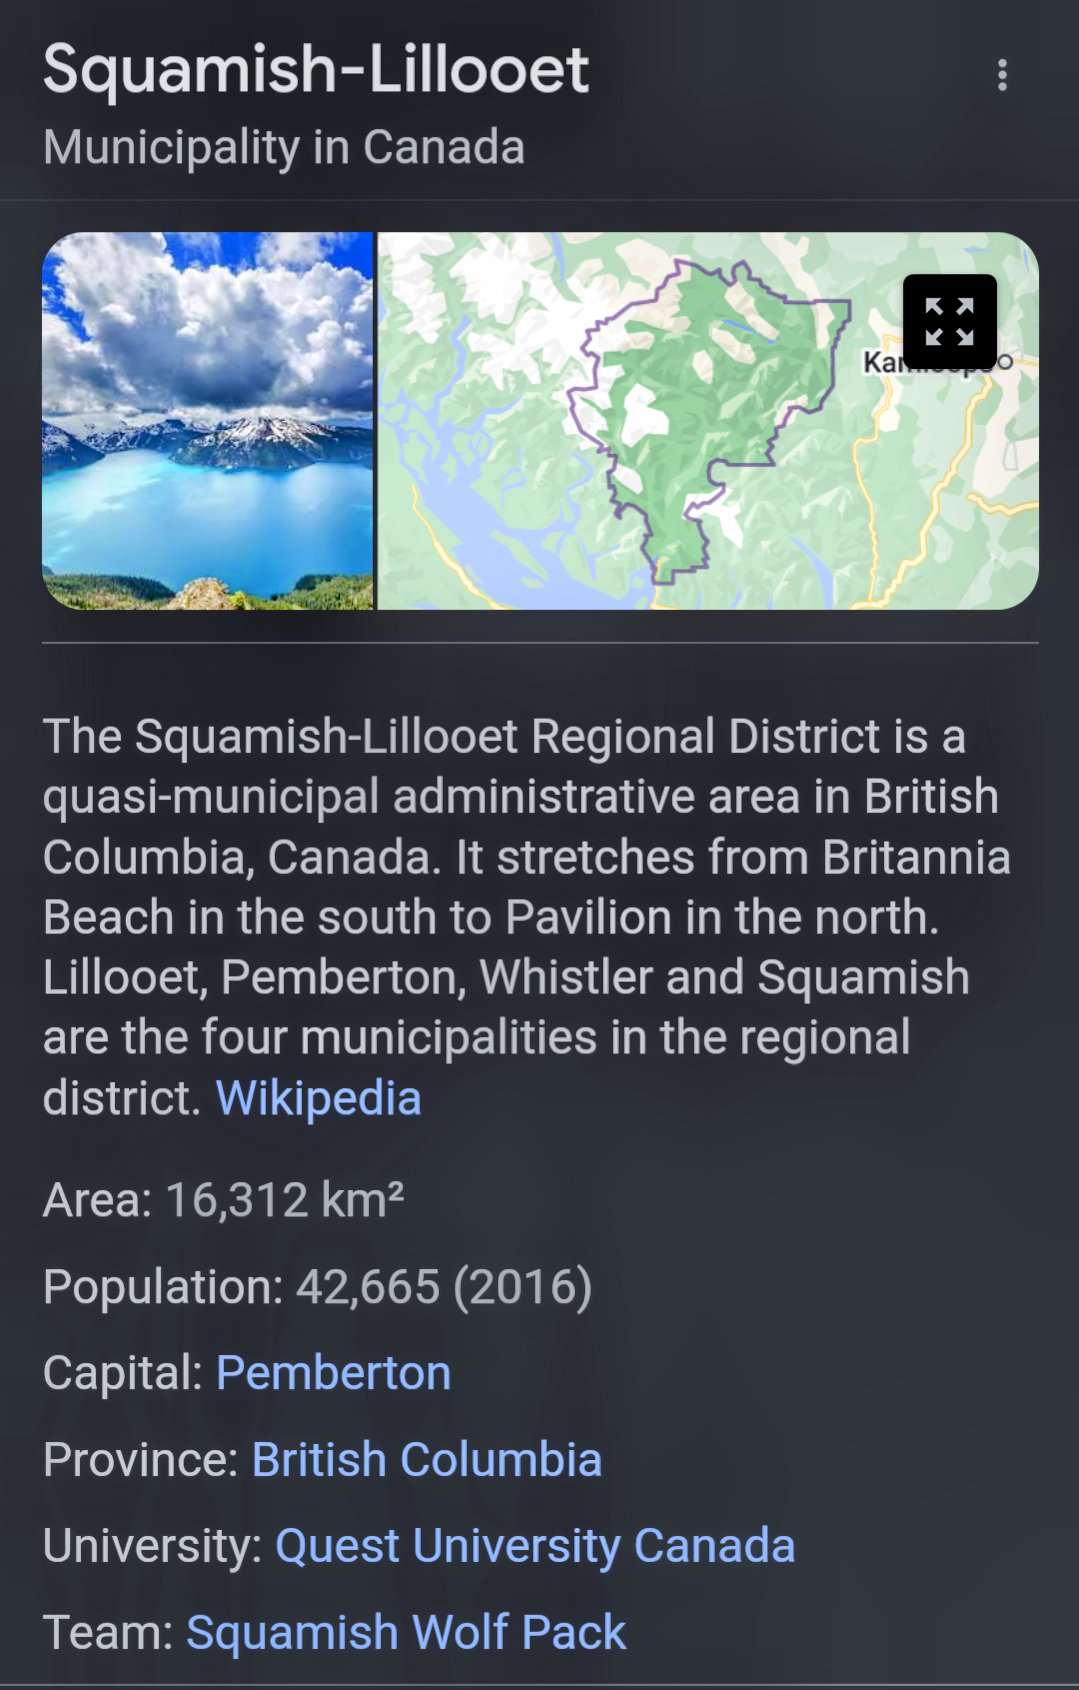 Squamish-Lillooet
Municipality in Canada
The Squamish-Lillooet Regional District is a
quasi-municipal administrative area in British
Columbia, Canada. It stretches from Britannia
Beach in the south to Pavilion in the north.
Lillooet, Pemberton, Whistler and Squamish
are the four municipalities in the regional
district. Wikipedia
Area: 16,312 km²
Population: 42,665 (2016)
Capital: Pemberton
Province: British Columbia
University: Quest University Canada
Team: Squamish Wolf Pack